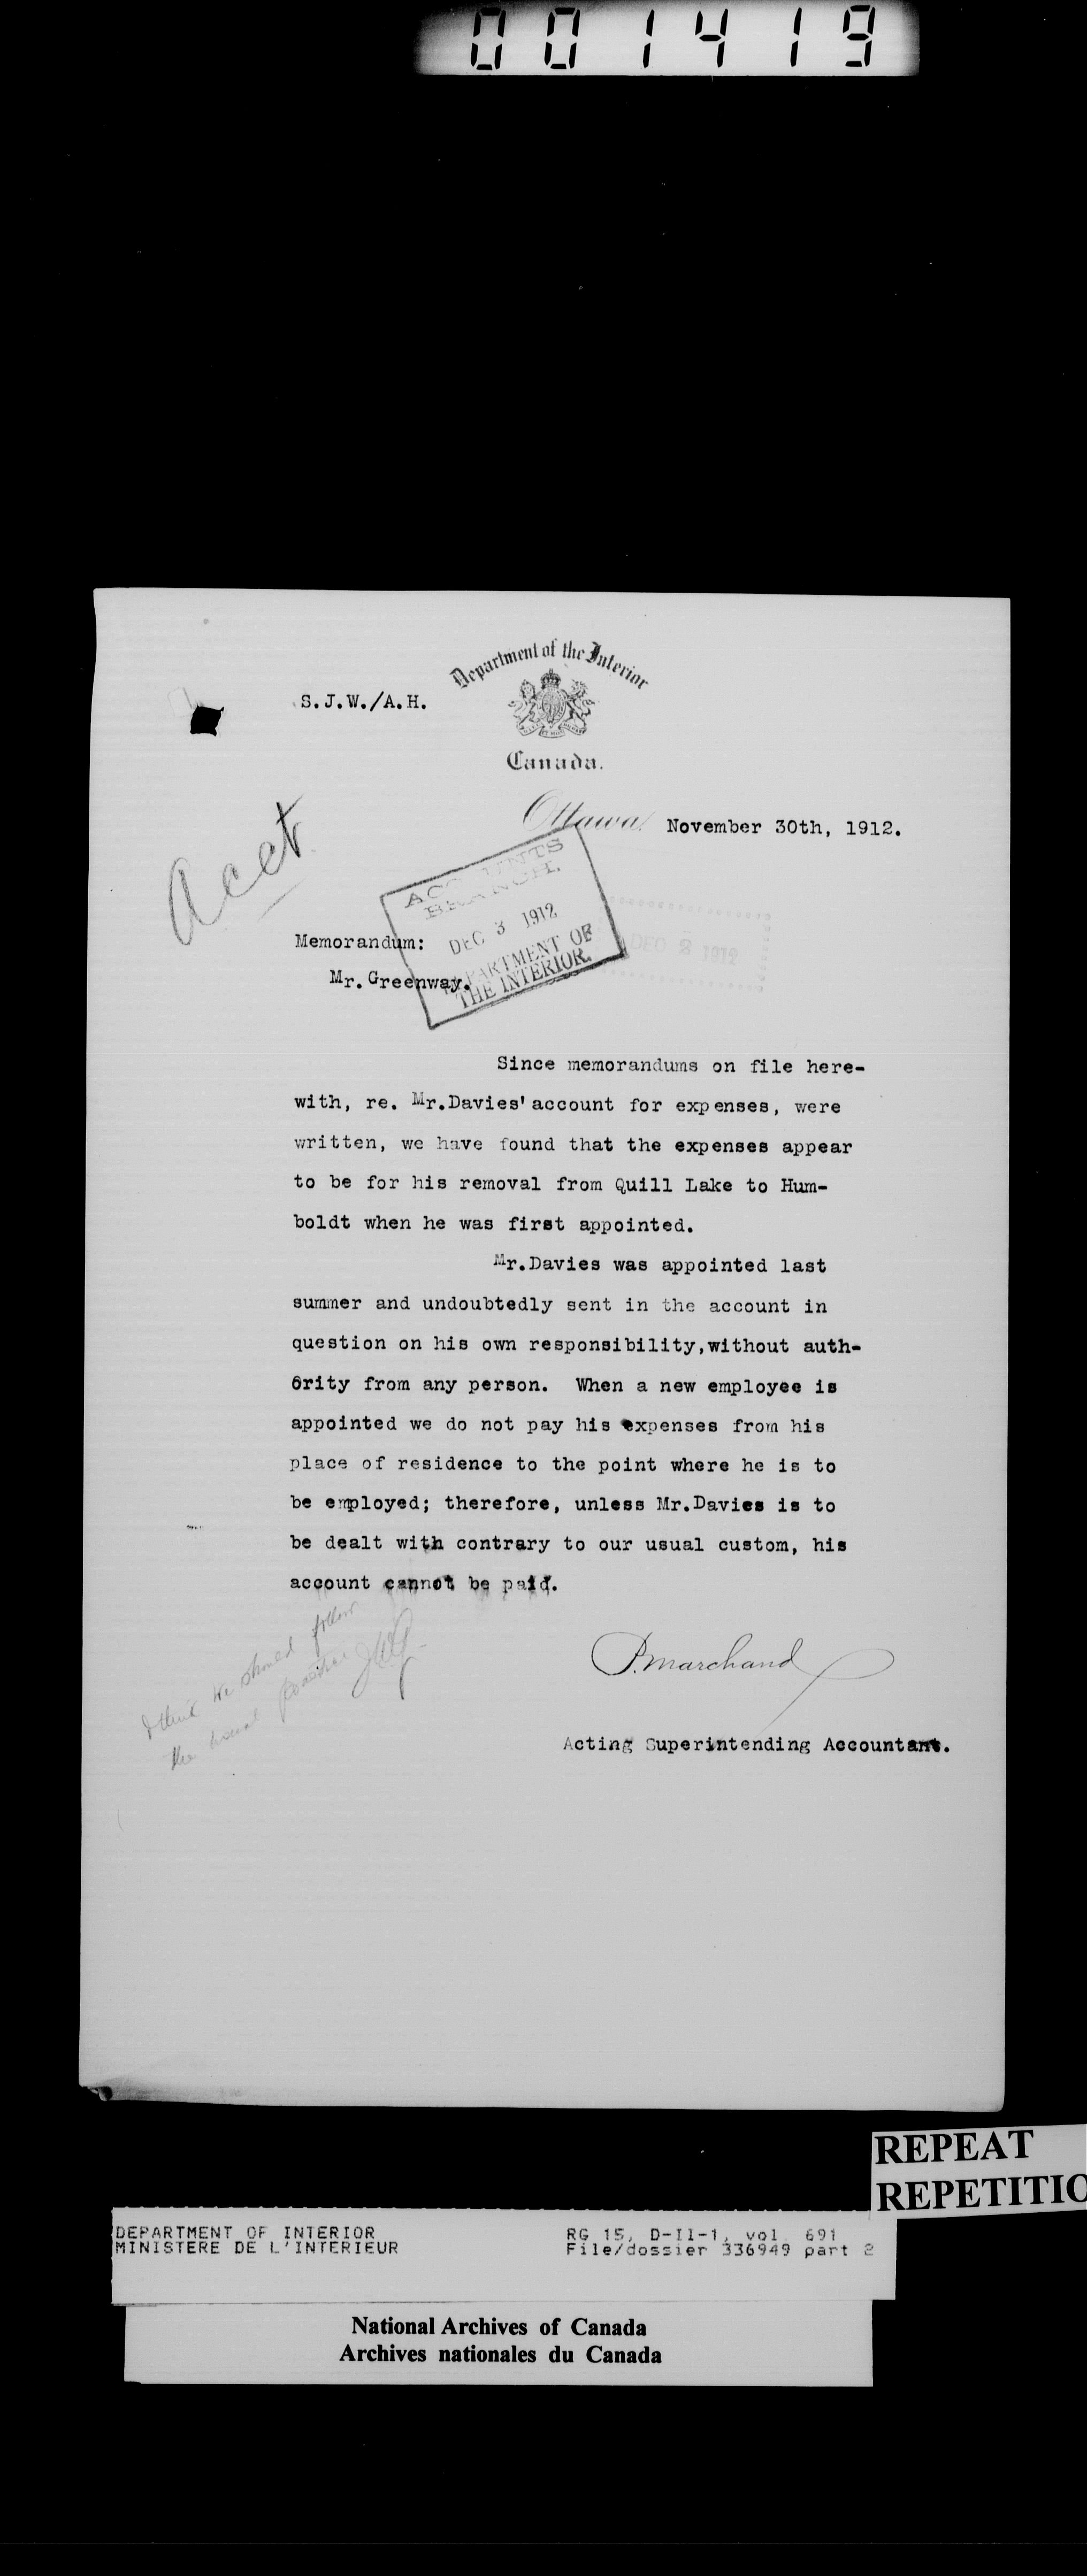 001419
Department of the Interior
S.J.W./A.H.
Canada.
Ottawa, November 30th, 1912.
Acct.
ACCOUNTS
BRANCH.
DEC 3 1912
DEPARTMENT OF
THE INTERIOR.
DEC 3 1912
Memorandum:
Mr. Greenway.
Since memorandums on file here-
with, re. Mr.Davies' account for expenses, were
written, we have found that the expenses appear
to be for his removal from Quill Lake to Hum-
boldt when he was first appointed.
Mr.Davies was appointed last
summer and undoubtedly sent in the account in
question on his own responsibility,without auth-
ority from any person. When a new employee is
appointed we do not pay his expenses from his
place of residence to the point where he is to
be employed; therefore, unless Mr.Davies is to
be dealt with contrary to our usual custom, his
account cannot be paid.
I think we should follow
the usual practice
P. Marchand
Acting Superintending Accountant.
REPEAT
REPETITIO
DEPARTMENT OF INTERIOR
MINISTERE DE L'INTERIEUR
RG 15, D-II-1, vol. 691
File/dossier 336949 part 2
National Archives of Canada
Archives nationales du Canada